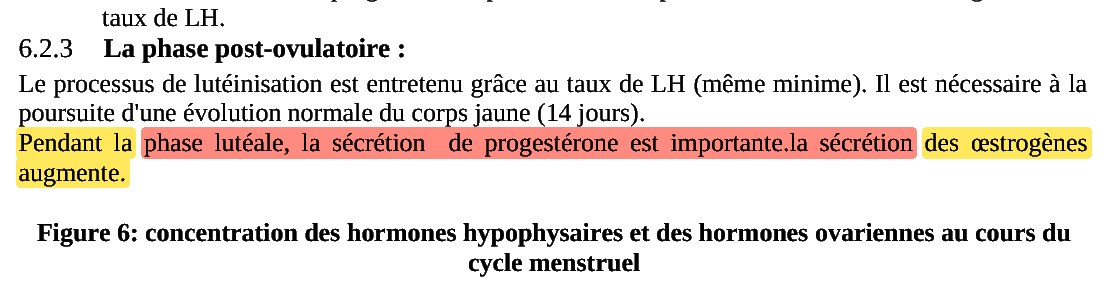 taux de LH.
6.2.3 La phase post-ovulatoire :
Le processus de lutéinisation est entretenu grâce au taux de LH (même minime). Il est nécessaire à la
poursuite d'une évolution normale du corps jaune (14 jours).
Pendant la phase lutéale, la sécrétion de progestérone est importante.la sécrétion des œstrogènes
augmente.
Figure 6: concentration des hormones hypophysaires et des hormones ovariennes au cours du
cycle menstruel